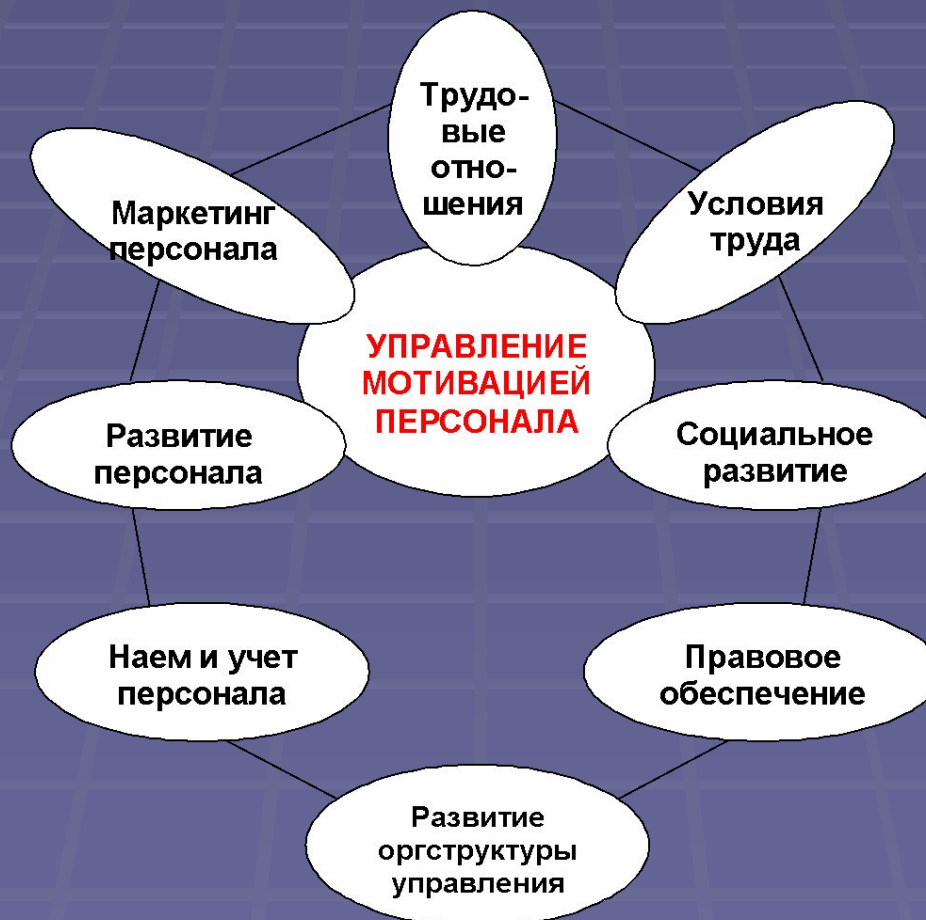 Трудо-
вые
отно-
шения
Маркетинг
персонала
Условия
труда
УПРАВЛЕНИЕ
МОТИВАЦИЕЙ
ПЕРСОНАЛА
Развитие
персонала
Социальное
развитие
Наем и учет
персонала
Правовое
обеспечение
Развитие
оргструктуры
управления